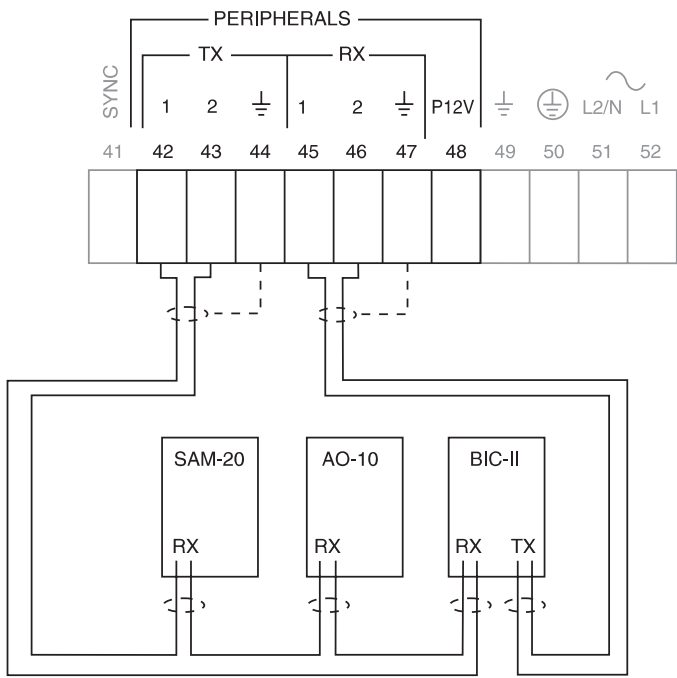 PERIPHERALS
TX RX
SYNC 1 2 1 2 P12V L2/N L1
41 42 43 44 45 46 47 48 49 50 51 52
SAM-20 AO-10 BIC-II
RX RX RX TX